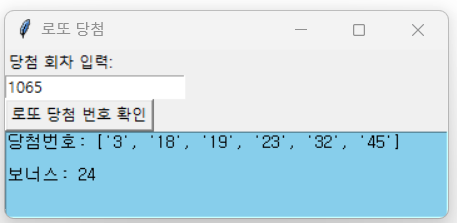 로또 당첨
당첨 회차 입력:
1065
로또 당첨 번호 확인
당첨번호: ['3', '18', '19', '23', '32', '45']
보너스: 24